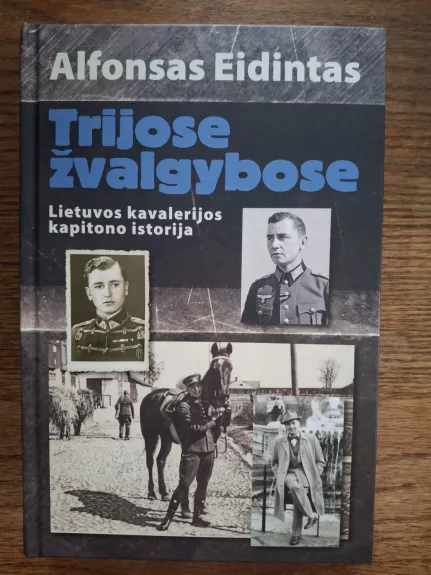 Alfonsas Eidintas
Trijose
žvalgybose
Lietuvos kavalerijos
kapitono istorija